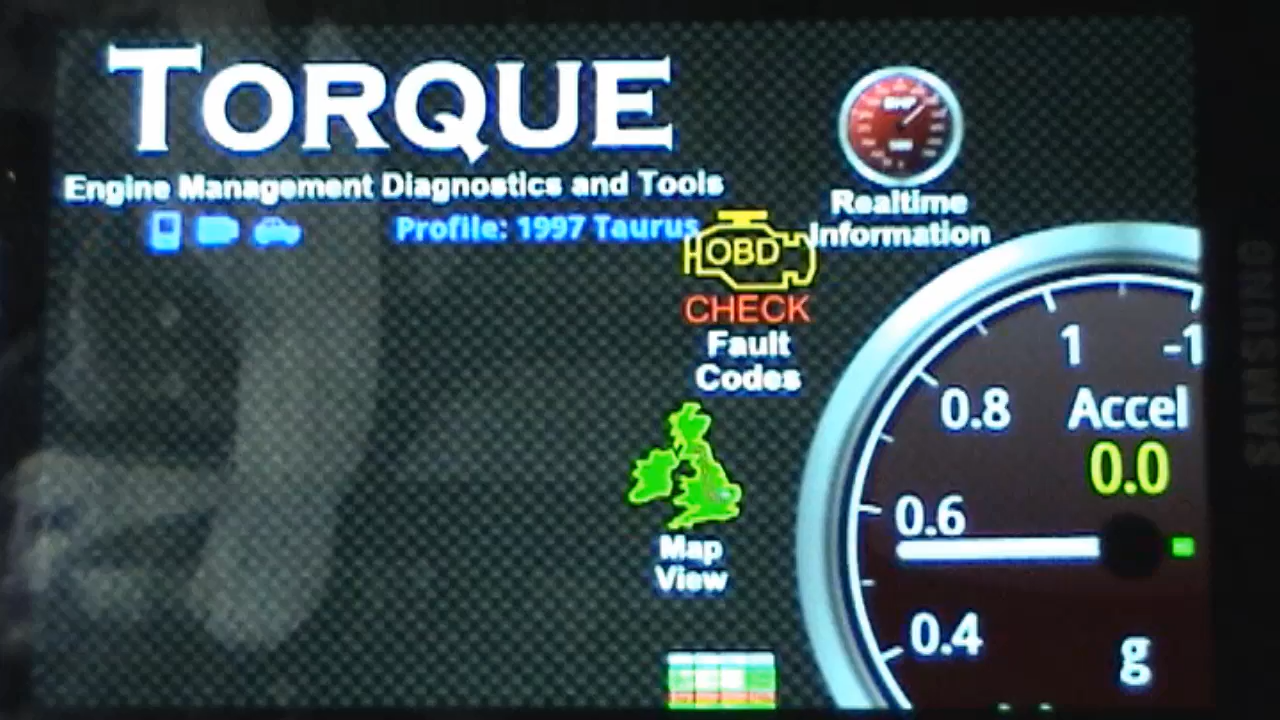 TORQUE
Engine Management Diagnostics and Tools
Profile: 1997 Taurus
Realtime
Information
OBD
CHECK
Fault
Codes
Map
View
1
-1
0.8
Accel
0.0
0.6
0.4
g
SAMSUNG